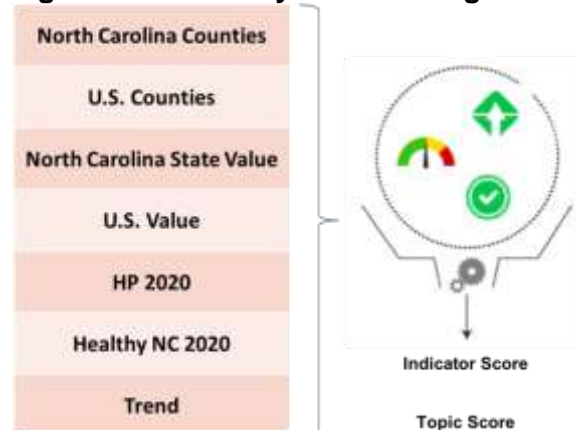 North Carolina Counties
U.S. Counties
North Carolina State Value
U.S. Value
HP 2020
Healthy NC 2020
Trend
Indicator Score
Topic Score